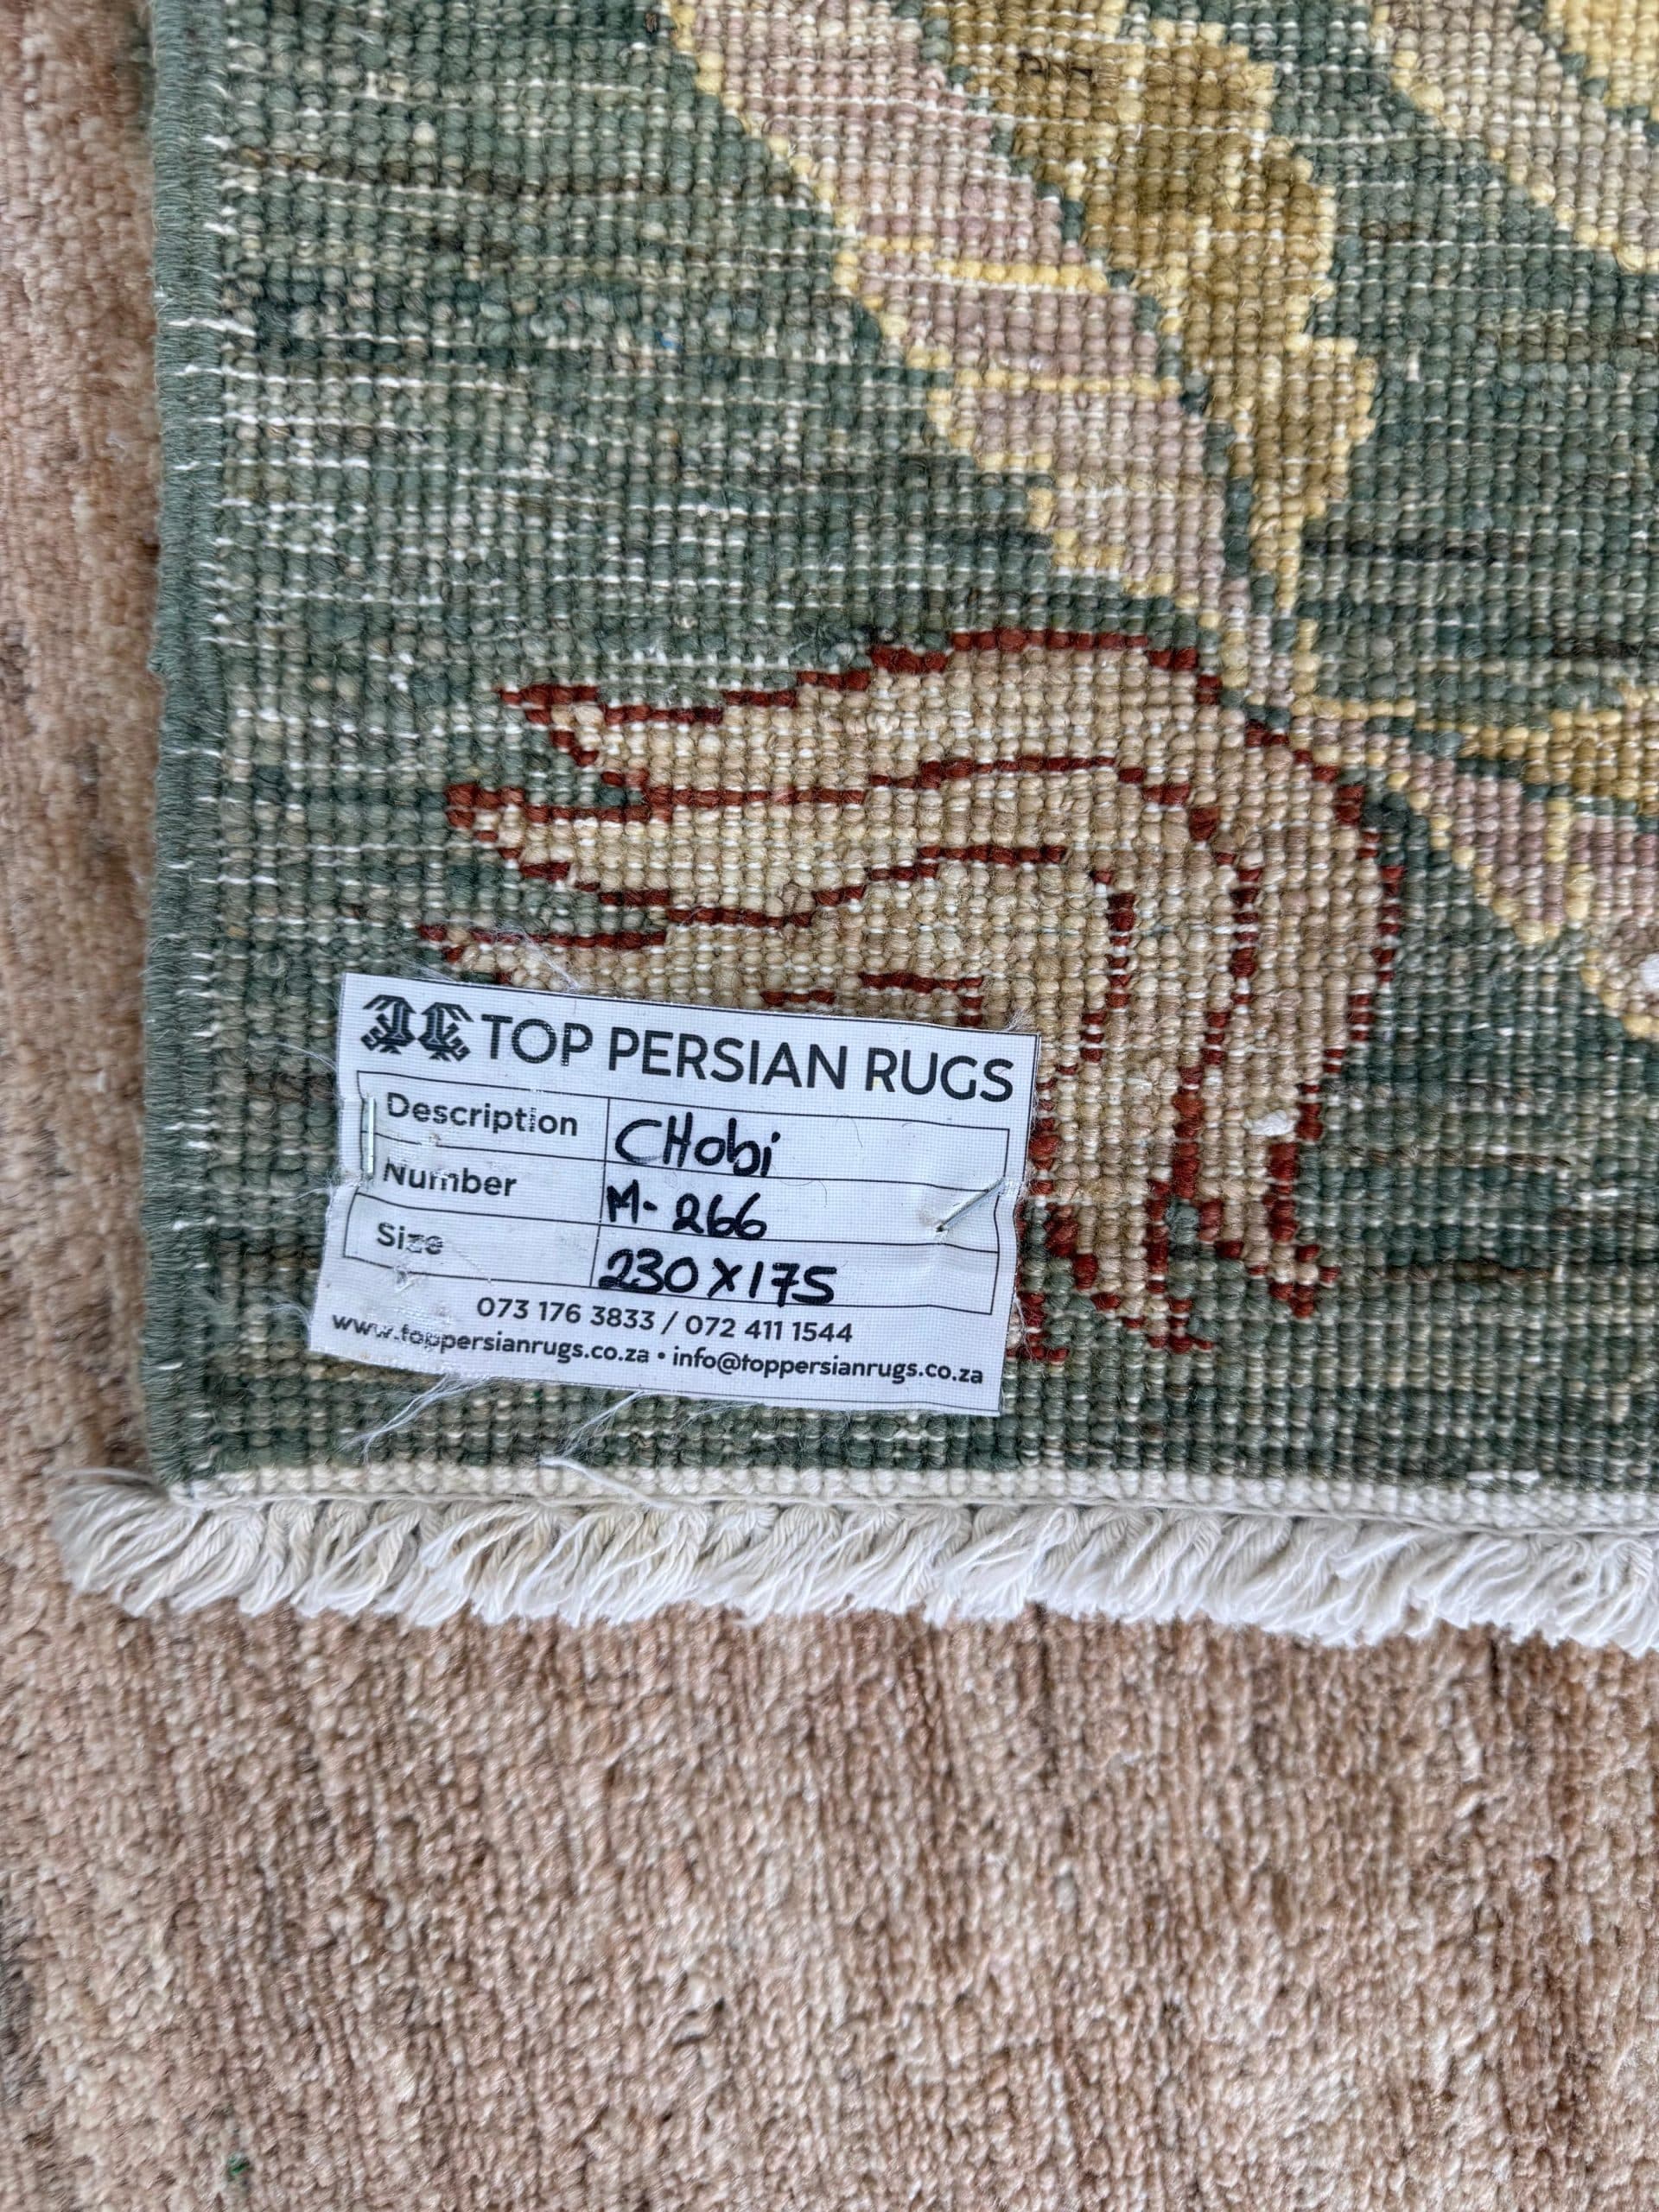 TOP PERSIAN RUGS
Description CHobi
Number M-266
Size 230x175
073 176 3833 / 072 411 1544
www.toppersianrugs.co.za • info@toppersianrugs.co.za